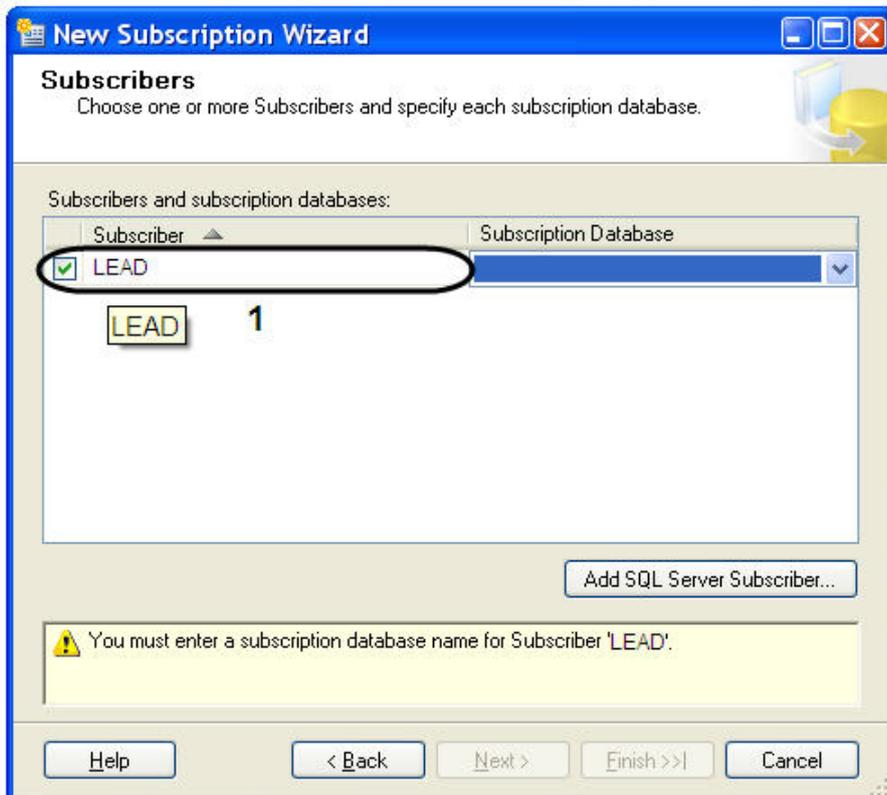 New Subscription Wizard
Subscribers
Choose one or more Subscribers and specify each subscription database.
Subscribers and subscription databases:
Subscriber Subscription Database
LEAD
LEAD 1
Add SQL Server Subscriber...
You must enter a subscription database name for Subscriber 'LEAD'.
Help < Back Next > Finish >>| Cancel